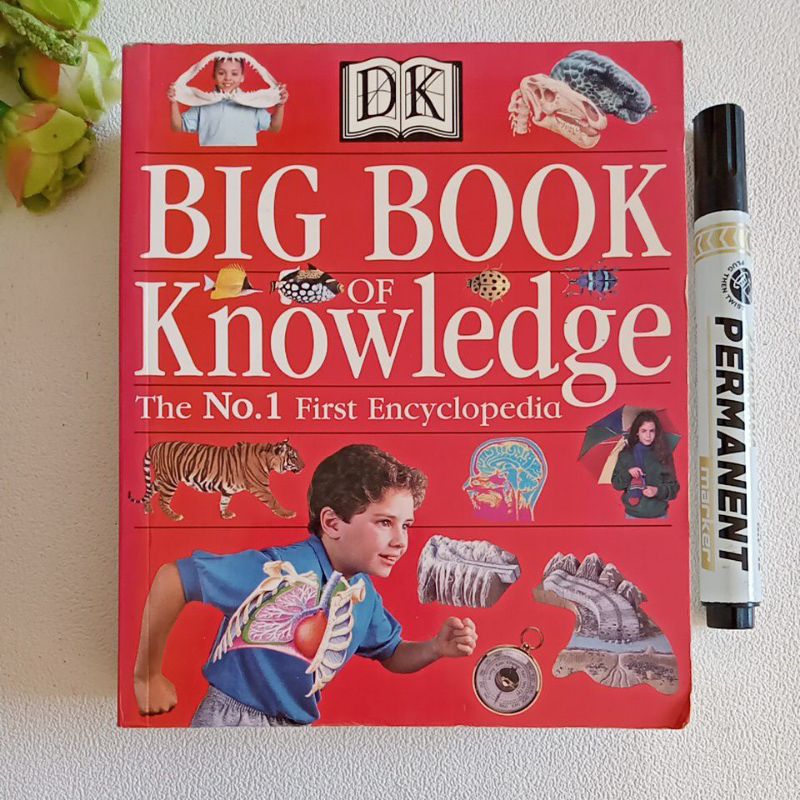 DK
BIG BOOK
OF
Knowledge
The No.1 First Encyclopedia
PERMANENT
marker